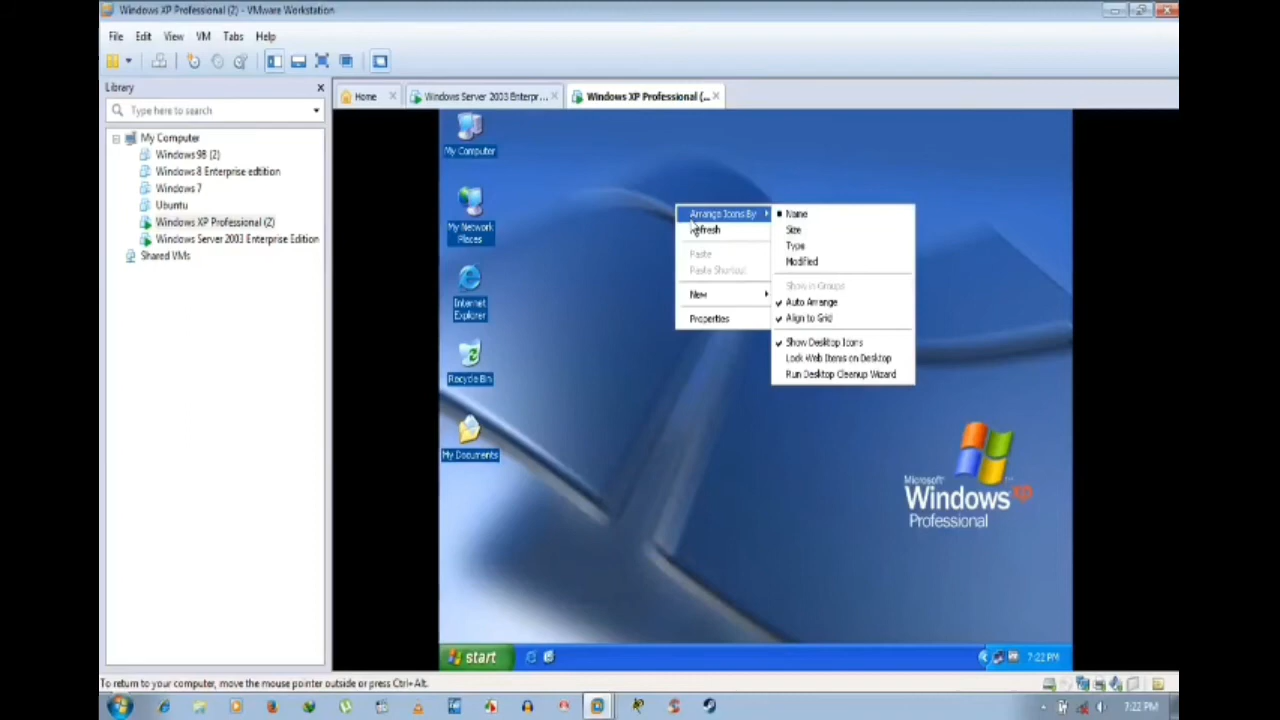 Windows XP Professional (2) - VMware Workstation
File Edit View VM Tabs Help
Library
Type here to search
My Computer
Windows 98 (2)
Windows 8 Enterprise edtition
Windows 7
Ubuntu
Windows XP Professional (2)
Windows Server 2003 Enterprise Edition
Shared VMs
Home
Windows Server 2003 Enterpr...
Windows XP Professional (...
My Computer
My Network
Places
Internet
Explorer
Recycle Bin
My Documents
Arrange Icons By
Refresh
Paste
Paste Shortcut
New
Properties
Name
Size
Type
Modified
Show in Groups
Auto Arrange
Align to Grid
Show Desktop Icons
Lock Web Items on Desktop
Run Desktop Cleanup Wizard
Microsoft
Windows xp
Professional
start
7:22 PM
To return to your computer, move the mouse pointer outside or press Ctrl+Alt.
7:22 PM